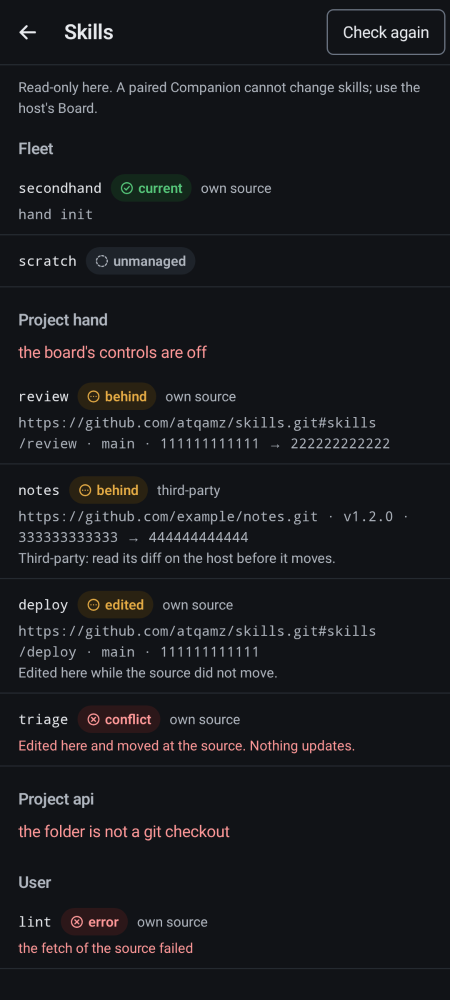 Skills
Check again
Read-only here. A paired Companion cannot change skills; use the
host's Board.
Fleet
secondhand current own source
hand init
scratch unmanaged
Project hand
the board's controls are off
review behind own source
https://github.com/atqamz/skills.git#skills
/review · main · 111111111111 → 222222222222
notes behind third-party
https://github.com/example/notes.git · v1.2.0 ·
333333333333 → 444444444444
Third-party: read its diff on the host before it moves.
deploy edited own source
https://github.com/atqamz/skills.git#skills
/deploy · main · 111111111111
Edited here while the source did not move.
triage conflict own source
Edited here and moved at the source. Nothing updates.
Project api
the folder is not a git checkout
User
lint error own source
the fetch of the source failed